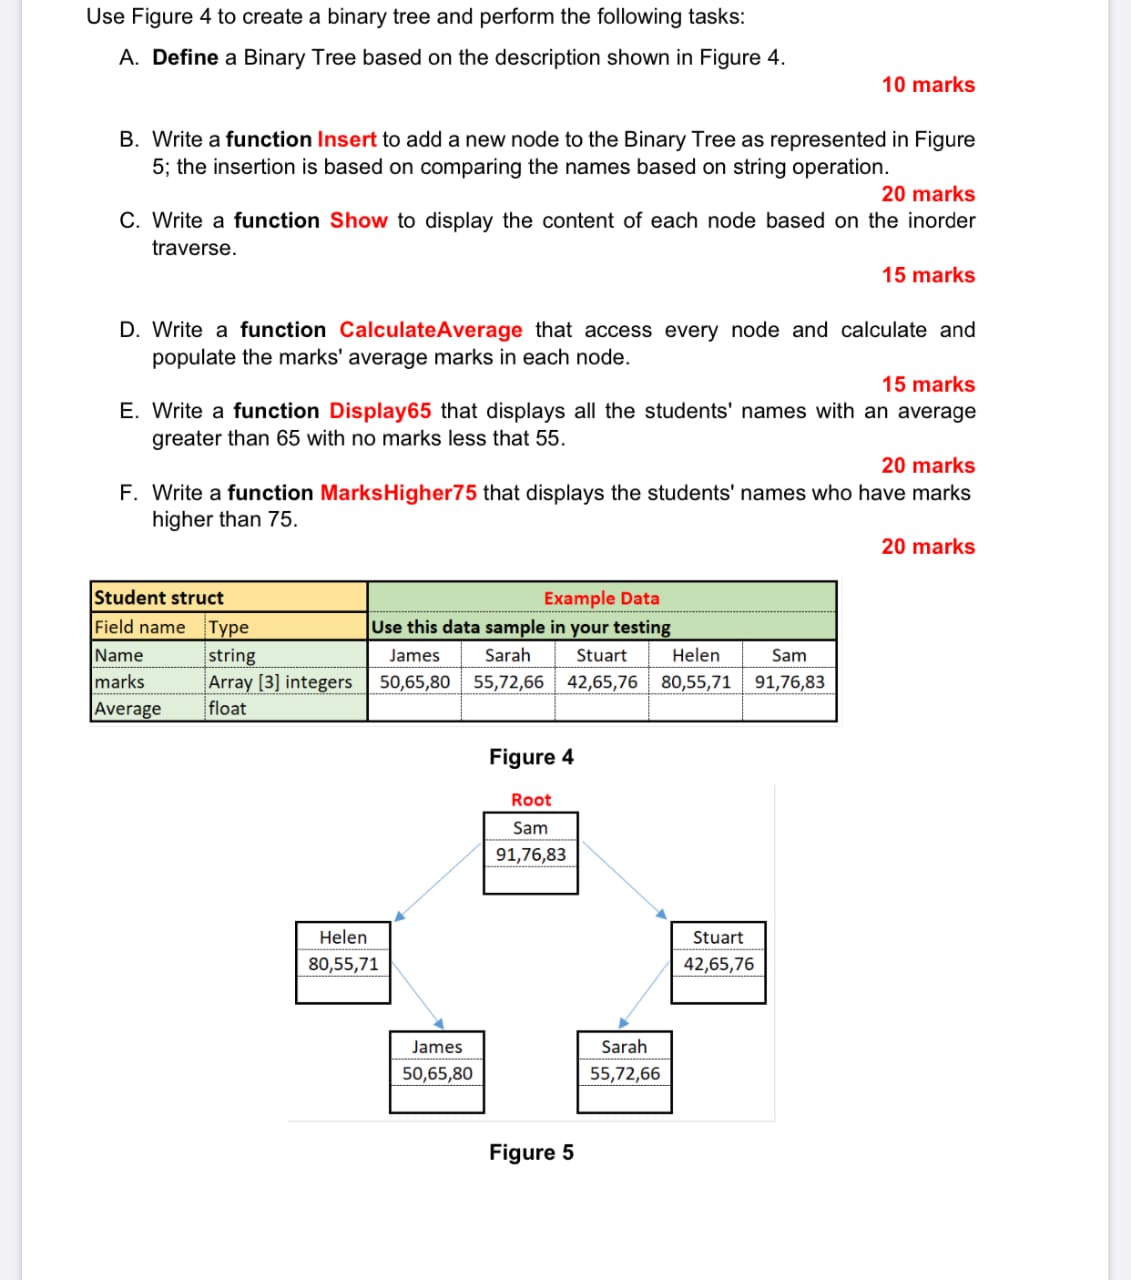 Use Figure 4 to create a binary tree and perform the following tasks:
A. Define a Binary Tree based on the description shown in Figure 4.
10 marks
B. Write a function Insert to add a new node to the Binary Tree as represented in Figure
5; the insertion is based on comparing the names based on string operation.
20 marks
C. Write a function Show to display the content of each node based on the inorder
traverse.
15 marks
D. Write a function CalculateAverage that access every node and calculate and
populate the marks' average marks in each node.
15 marks
E. Write a function Display65 that displays all the students' names with an average
greater than 65 with no marks less that 55.
20 marks
F. Write a function MarksHigher75 that displays the students' names who have marks
higher than 75.
20 marks
Student struct Example Data
Field name Type Use this data sample in your testing
Name string James Sarah Stuart Helen Sam
marks Array [3] integers 50,65,80 55,72,66 42,65,76 80,55,71 91,76,83
Average float
Figure 4
Root
Sam
91,76,83
Helen Stuart
80,55,71 42,65,76
James Sarah
50,65,80 55,72,66
Figure 5